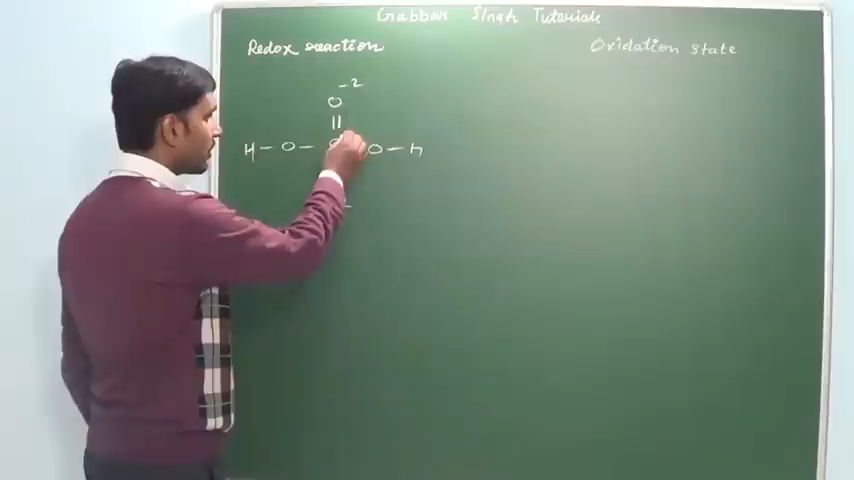 Gabbar Singh Tutorials
Redox reaction
Oxidation state
-2
O
||
H - O - - O - H